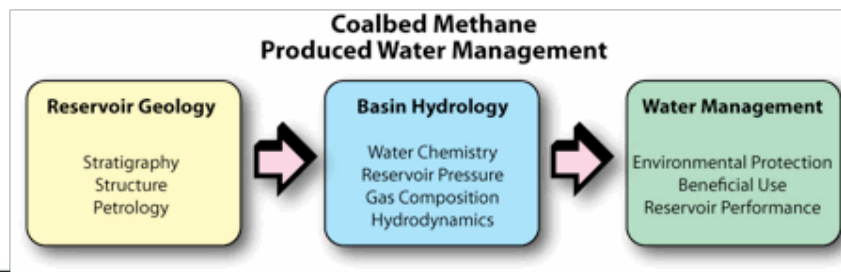 Coalbed Methane
Produced Water Management
Reservoir Geology
Stratigraphy
Structure
Petrology
Basin Hydrology
Water Chemistry
Reservoir Pressure
Gas Composition
Hydrodynamics
Water Management
Environmental Protection
Beneficial Use
Reservoir Performance